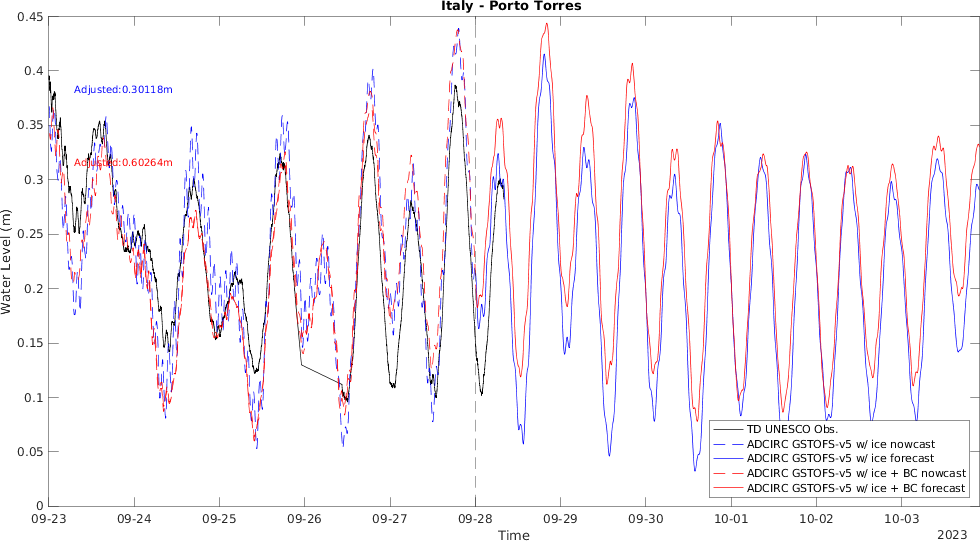 Italy - Porto Torres
Water Level (m)
0.45
0.4
0.35
0.3
0.25
0.2
0.15
0.1
0.05
0
Adjusted:0.30118m
Adjusted:0.60264m
TD UNESCO Obs.
ADCIRC GSTOFS-v5 w/ ice nowcast
ADCIRC GSTOFS-v5 w/ ice forecast
ADCIRC GSTOFS-v5 w/ ice + BC nowcast
ADCIRC GSTOFS-v5 w/ ice + BC forecast
09-23 09-24 09-25 09-26 09-27 09-28 09-29 09-30 10-01 10-02 10-03
Time
2023